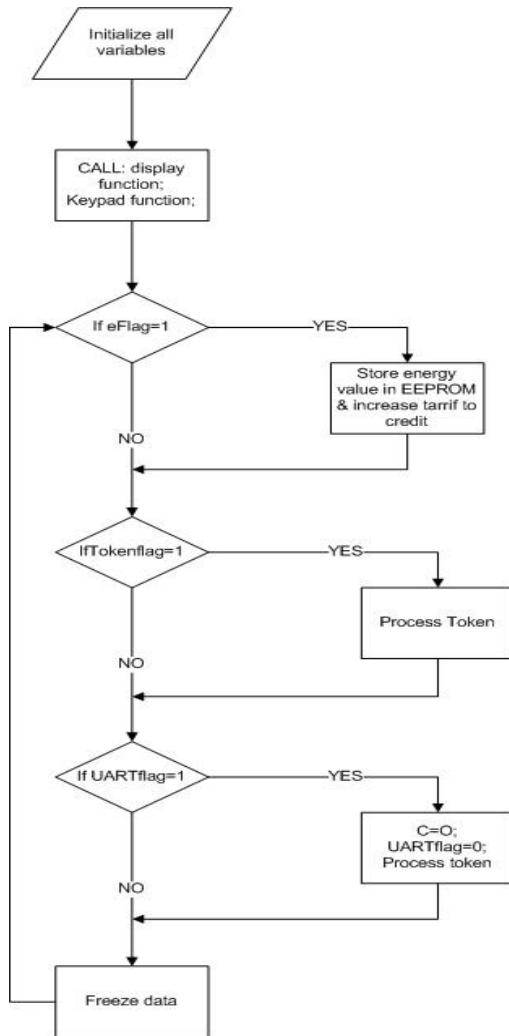 Initialize all
variables
CALL: display
function;
Keypad function;
If eFlag=1
YES
Store energy
value in EEPROM
& increase tarrif to
credit
NO
IfTokenflag=1
YES
Process Token
NO
If UARTflag=1
YES
C=O;
UARTflag=0;
Process token
NO
Freeze data